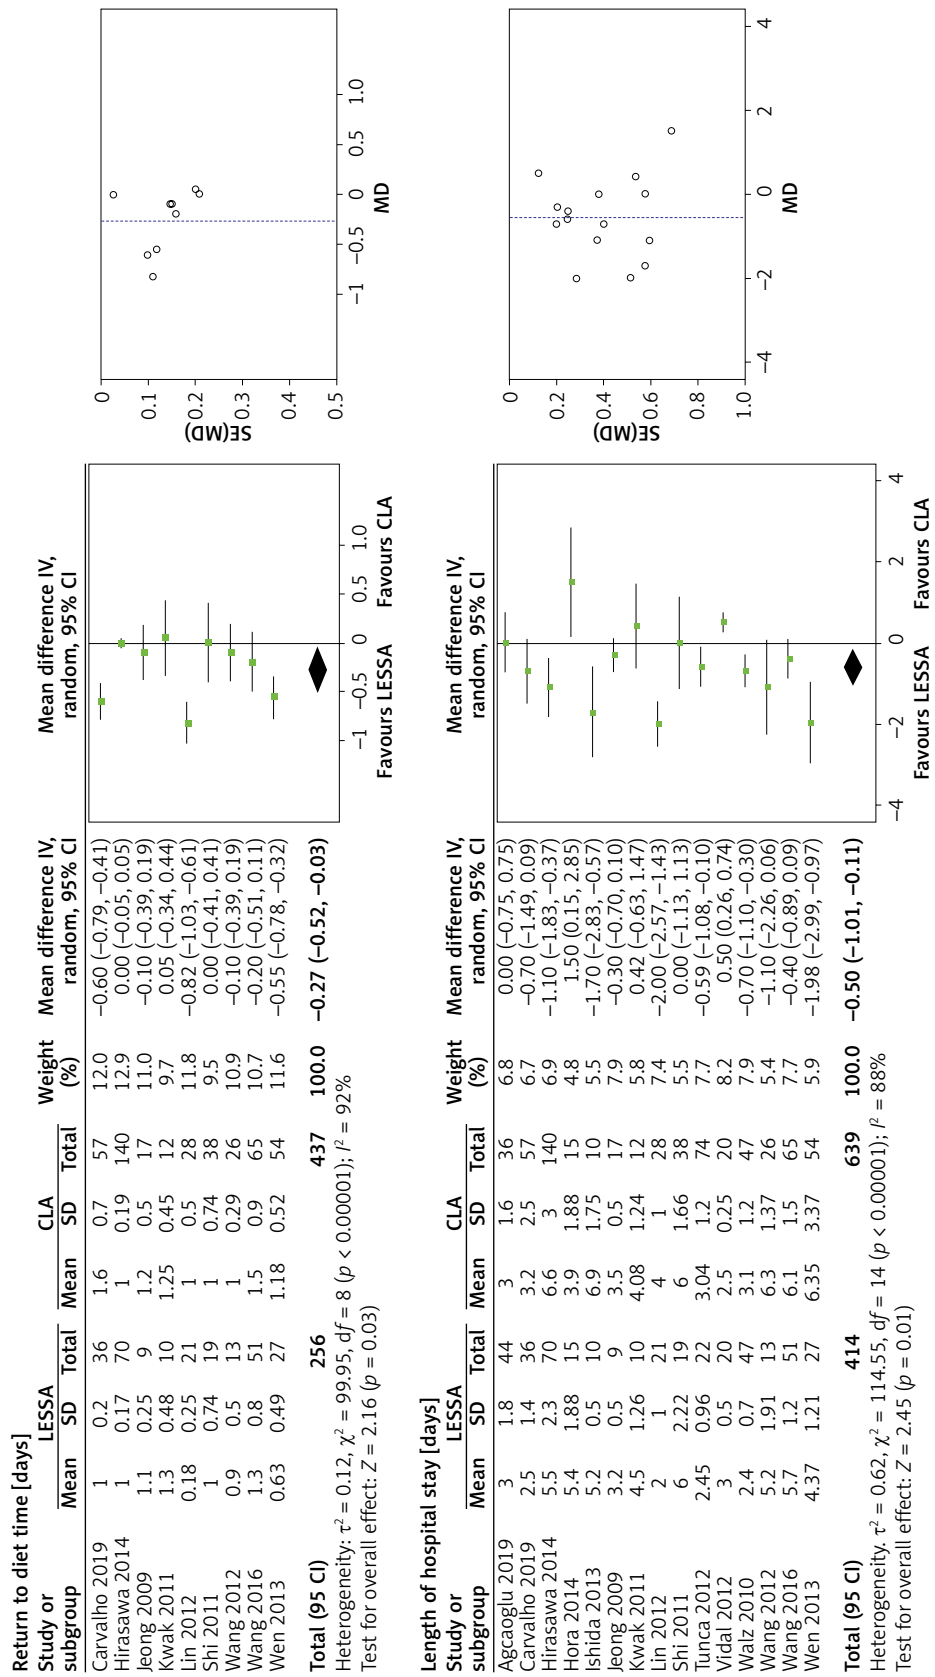 Return to diet time [days]
Study or LESSA CLA Weight Mean difference IV, Mean difference IV,
subgroup Mean SD Total Mean SD Total (%) random, 95% CI random, 95% CI
Carvalho 2019 1 0.2 36 1.6 0.7 57 12.0 −0.60 (−0.79, −0.41)
Hirasawa 2014 1 0.17 70 1 0.19 140 12.9 0.00 (−0.05, 0.05)
Jeong 2009 1.1 0.25 9 1.2 0.5 17 11.0 −0.10 (−0.39, 0.19)
Kwak 2011 1.3 0.48 10 1.25 0.45 12 9.7 0.05 (−0.34, 0.44)
Lin 2012 0.18 0.25 21 1 0.5 28 11.8 −0.82 (−1.03, −0.61)
Shi 2011 1 0.74 19 1 0.74 38 9.5 0.00 (−0.41, 0.41)
Wang 2012 0.9 0.5 13 1 0.29 26 10.9 −0.10 (−0.39, 0.19)
Wang 2016 1.3 0.8 51 1.5 0.9 65 10.7 −0.20 (−0.51, 0.11)
Wen 2013 0.63 0.49 27 1.18 0.52 54 11.6 −0.55 (−0.78, −0.32)
Total (95 CI) 256 437 100.0 −0.27 (−0.52, −0.03)
Heterogeneity: τ² = 0.12, χ² = 99.95, df = 8 (p < 0.00001); I² = 92%
Test for overall effect: Z = 2.16 (p = 0.03)
−1 −0.5 0 0.5 1.0
Favours LESSA Favours CLA
SE(MD)
0
0.1
0.2
0.3
0.4
0.5
−1 −0.5 0 0.5 1.0
MD
Length of hospital stay [days]
Study or LESSA CLA Weight Mean difference IV, Mean difference IV,
subgroup Mean SD Total Mean SD Total (%) random, 95% CI random, 95% CI
Agcaoglu 2019 3 1.8 44 3 1.6 36 6.8 0.00 (−0.75, 0.75)
Carvalho 2019 2.5 1.4 36 3.2 2.5 57 6.7 −0.70 (−1.49, 0.09)
Hirasawa 2014 5.5 2.3 70 6.6 3 140 6.9 −1.10 (−1.83, −0.37)
Hora 2014 5.4 1.88 15 3.9 1.88 15 4.8 1.50 (0.15, 2.85)
Ishida 2013 5.2 0.5 10 6.9 1.75 10 5.5 −1.70 (−2.83, −0.57)
Jeong 2009 3.2 0.5 9 3.5 0.5 17 7.9 −0.30 (−0.70, 0.10)
Kwak 2011 4.5 1.26 10 4.08 1.24 12 5.8 0.42 (−0.63, 1.47)
Lin 2012 2 1 21 4 1 28 7.4 −2.00 (−2.57, −1.43)
Shi 2011 6 2.22 19 6 1.66 38 5.5 0.00 (−1.13, 1.13)
Tunca 2012 2.45 0.96 22 3.04 1.2 74 7.7 −0.59 (−1.08, −0.10)
Vidal 2012 3 0.5 20 2.5 0.25 20 8.2 0.50 (0.26, 0.74)
Walz 2010 2.4 0.7 47 3.1 1.2 47 7.9 −0.70 (−1.10, −0.30)
Wang 2012 5.2 1.91 13 6.3 1.37 26 5.4 −1.10 (−2.26, 0.06)
Wang 2016 5.7 1.2 51 6.1 1.5 65 7.7 −0.40 (−0.89, 0.09)
Wen 2013 4.37 1.21 27 6.35 3.37 54 5.9 −1.98 (−2.99, −0.97)
Total (95 CI) 414 639 100.0 −0.50 (−1.01, −0.11)
Heterogeneity. τ² = 0.62, χ² = 114.55, df = 14 (p < 0.00001); I² = 88%
Test for overall effect: Z = 2.45 (p = 0.01)
−4 −2 0 2 4
Favours LESSA Favours CLA
SE(MD)
0
0.2
0.4
0.6
0.8
1.0
−4 −2 0 2 4
MD